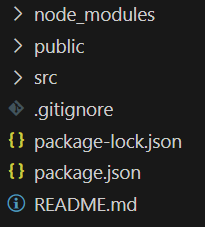 node_modules
public
src
.gitignore
package-lock.json
package.json
README.md